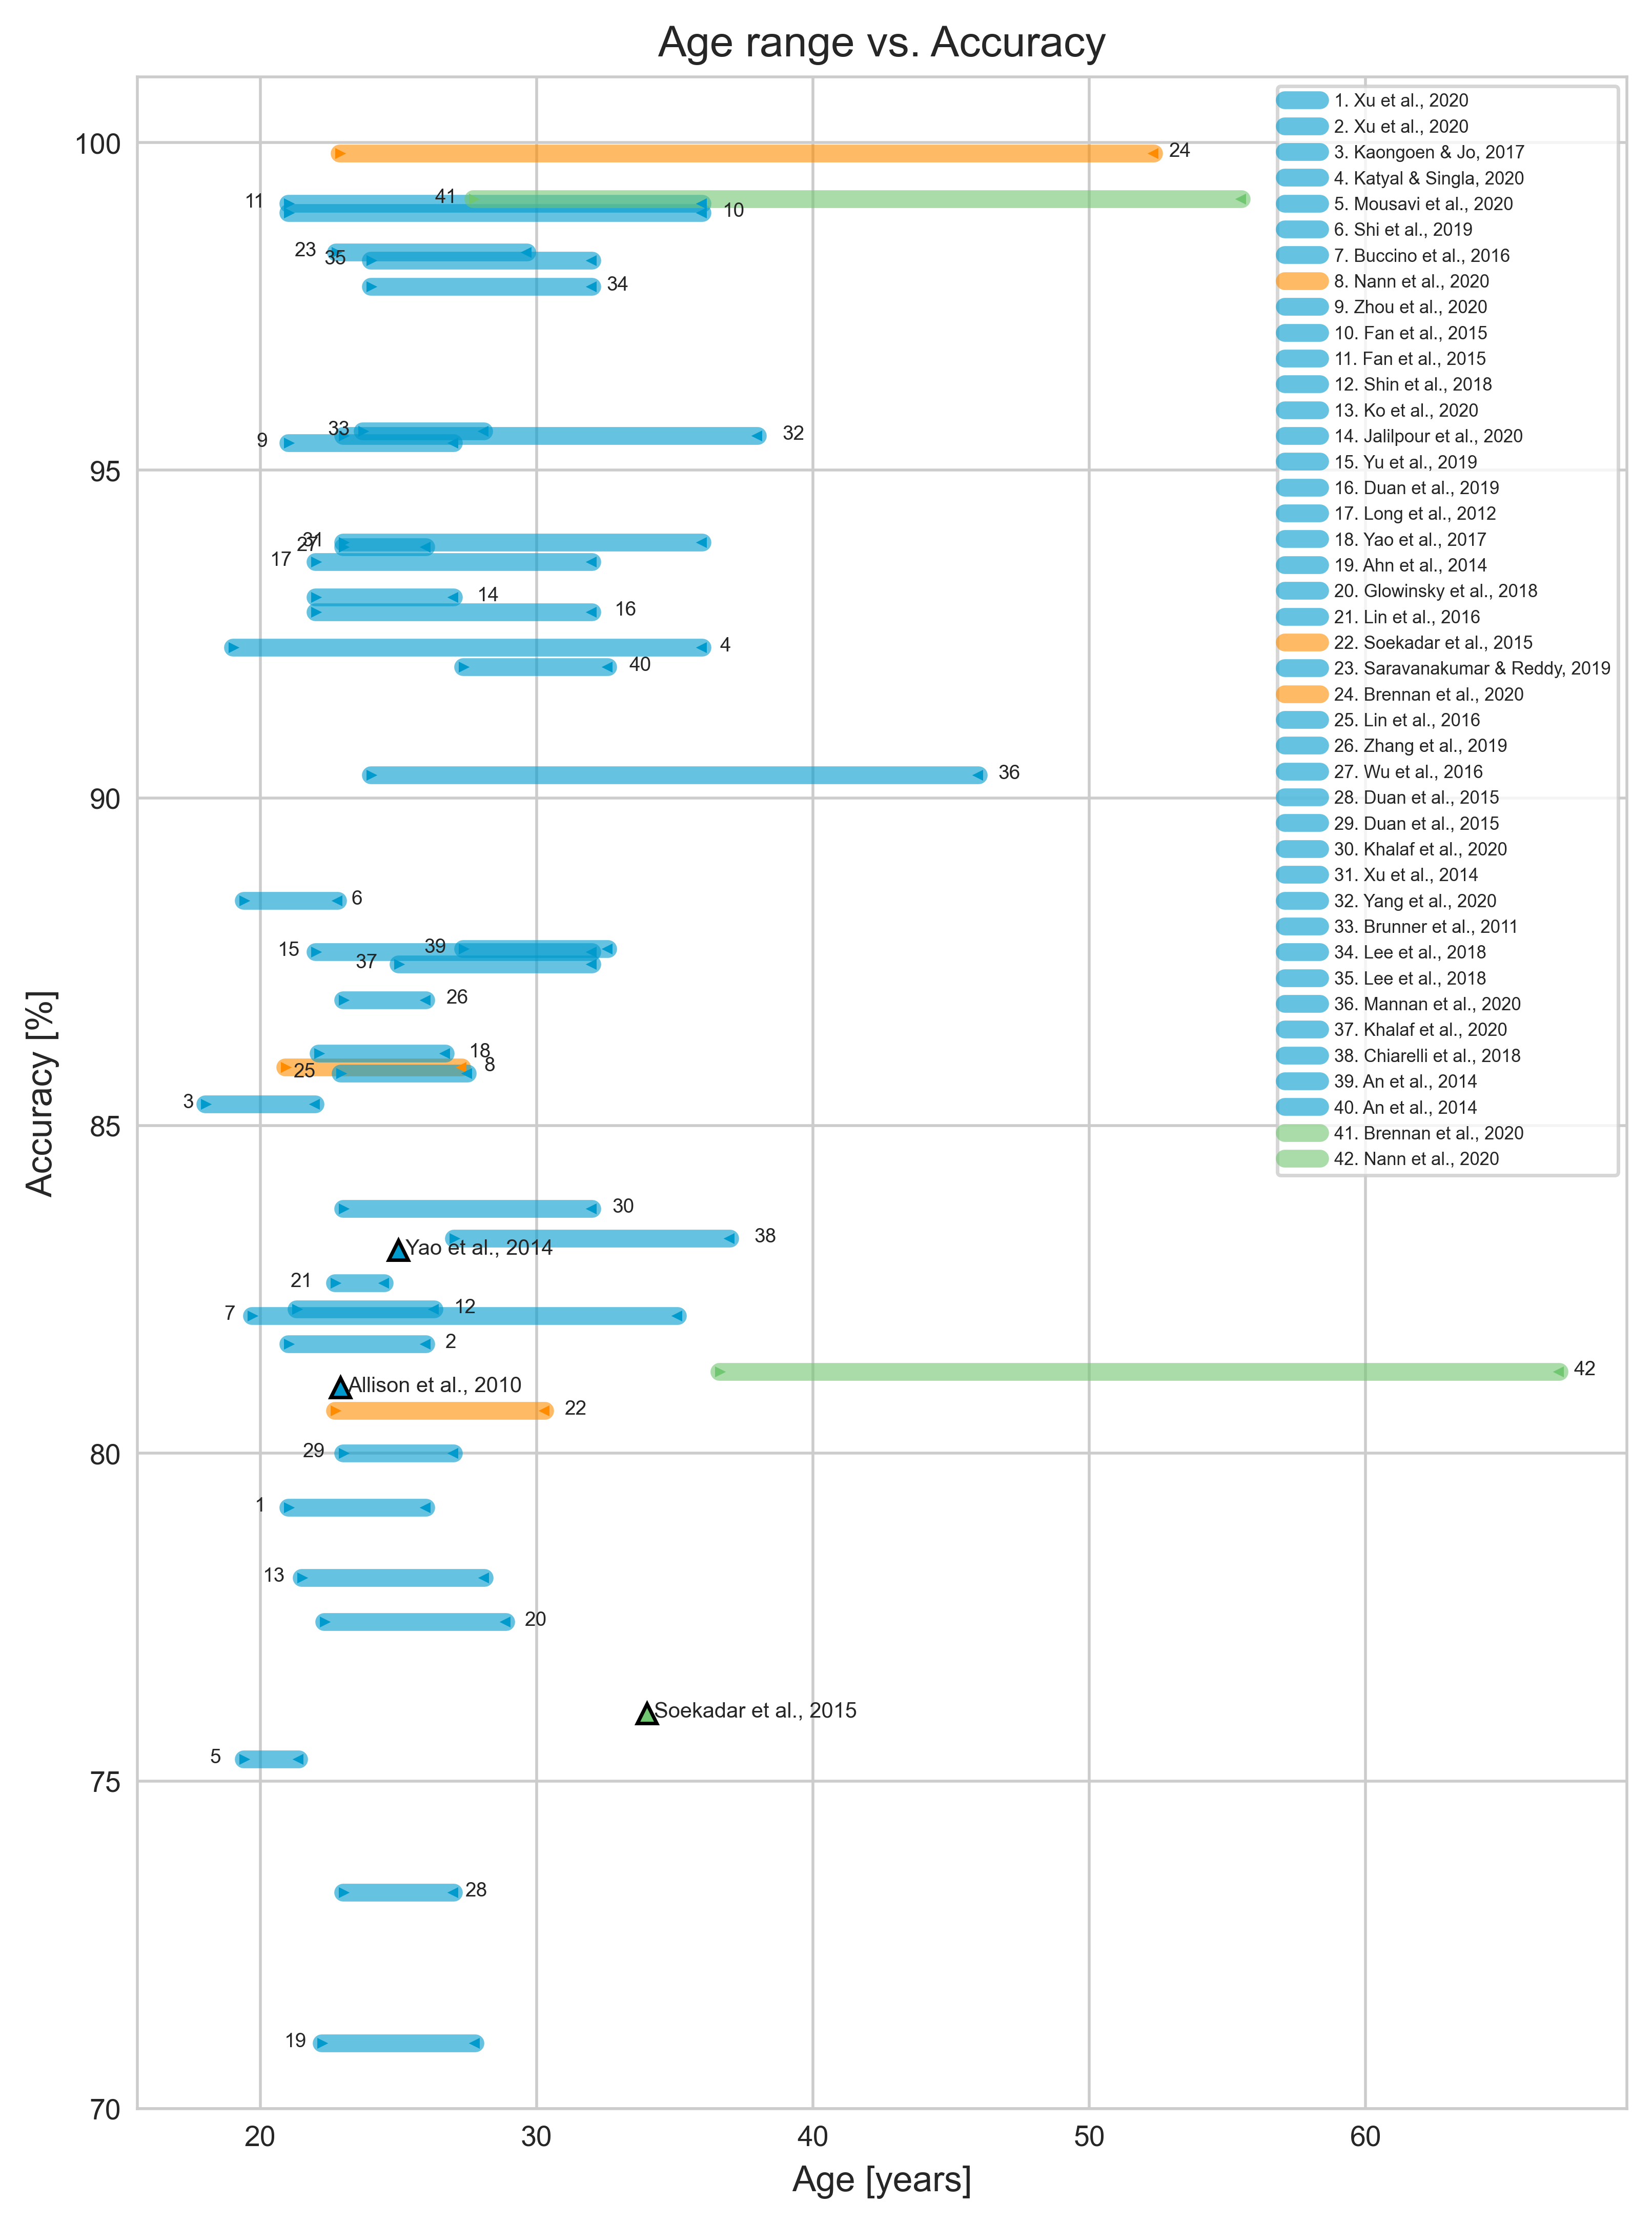 Age range vs. Accuracy
Accuracy [%]
100
95
90
85
80
75
70
24
41
11
10
23
35
34
33
32
9
31
27
17
14
16
4
40
36
6
39
15
37
26
18
8
25
3
30
38
Yao et al., 2014
21
12
7
2
42
Allison et al., 2010
22
29
1
13
20
Soekadar et al., 2015
5
28
19
1. Xu et al., 2020
2. Xu et al., 2020
3. Kaongoen & Jo, 2017
4. Katyal & Singla, 2020
5. Mousavi et al., 2020
6. Shi et al., 2019
7. Buccino et al., 2016
8. Nann et al., 2020
9. Zhou et al., 2020
10. Fan et al., 2015
11. Fan et al., 2015
12. Shin et al., 2018
13. Ko et al., 2020
14. Jalilpour et al., 2020
15. Yu et al., 2019
16. Duan et al., 2019
17. Long et al., 2012
18. Yao et al., 2017
19. Ahn et al., 2014
20. Glowinsky et al., 2018
21. Lin et al., 2016
22. Soekadar et al., 2015
23. Saravanakumar & Reddy, 2019
24. Brennan et al., 2020
25. Lin et al., 2016
26. Zhang et al., 2019
27. Wu et al., 2016
28. Duan et al., 2015
29. Duan et al., 2015
30. Khalaf et al., 2020
31. Xu et al., 2014
32. Yang et al., 2020
33. Brunner et al., 2011
34. Lee et al., 2018
35. Lee et al., 2018
36. Mannan et al., 2020
37. Khalaf et al., 2020
38. Chiarelli et al., 2018
39. An et al., 2014
40. An et al., 2014
41. Brennan et al., 2020
42. Nann et al., 2020
20
30
40
50
60
Age [years]